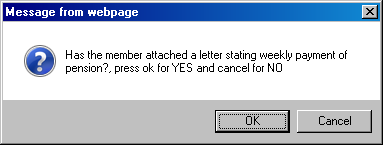 Message from webpage
Has the member attached a letter stating weekly payment of
pension?, press ok for YES and cancel for NO
OK
Cancel